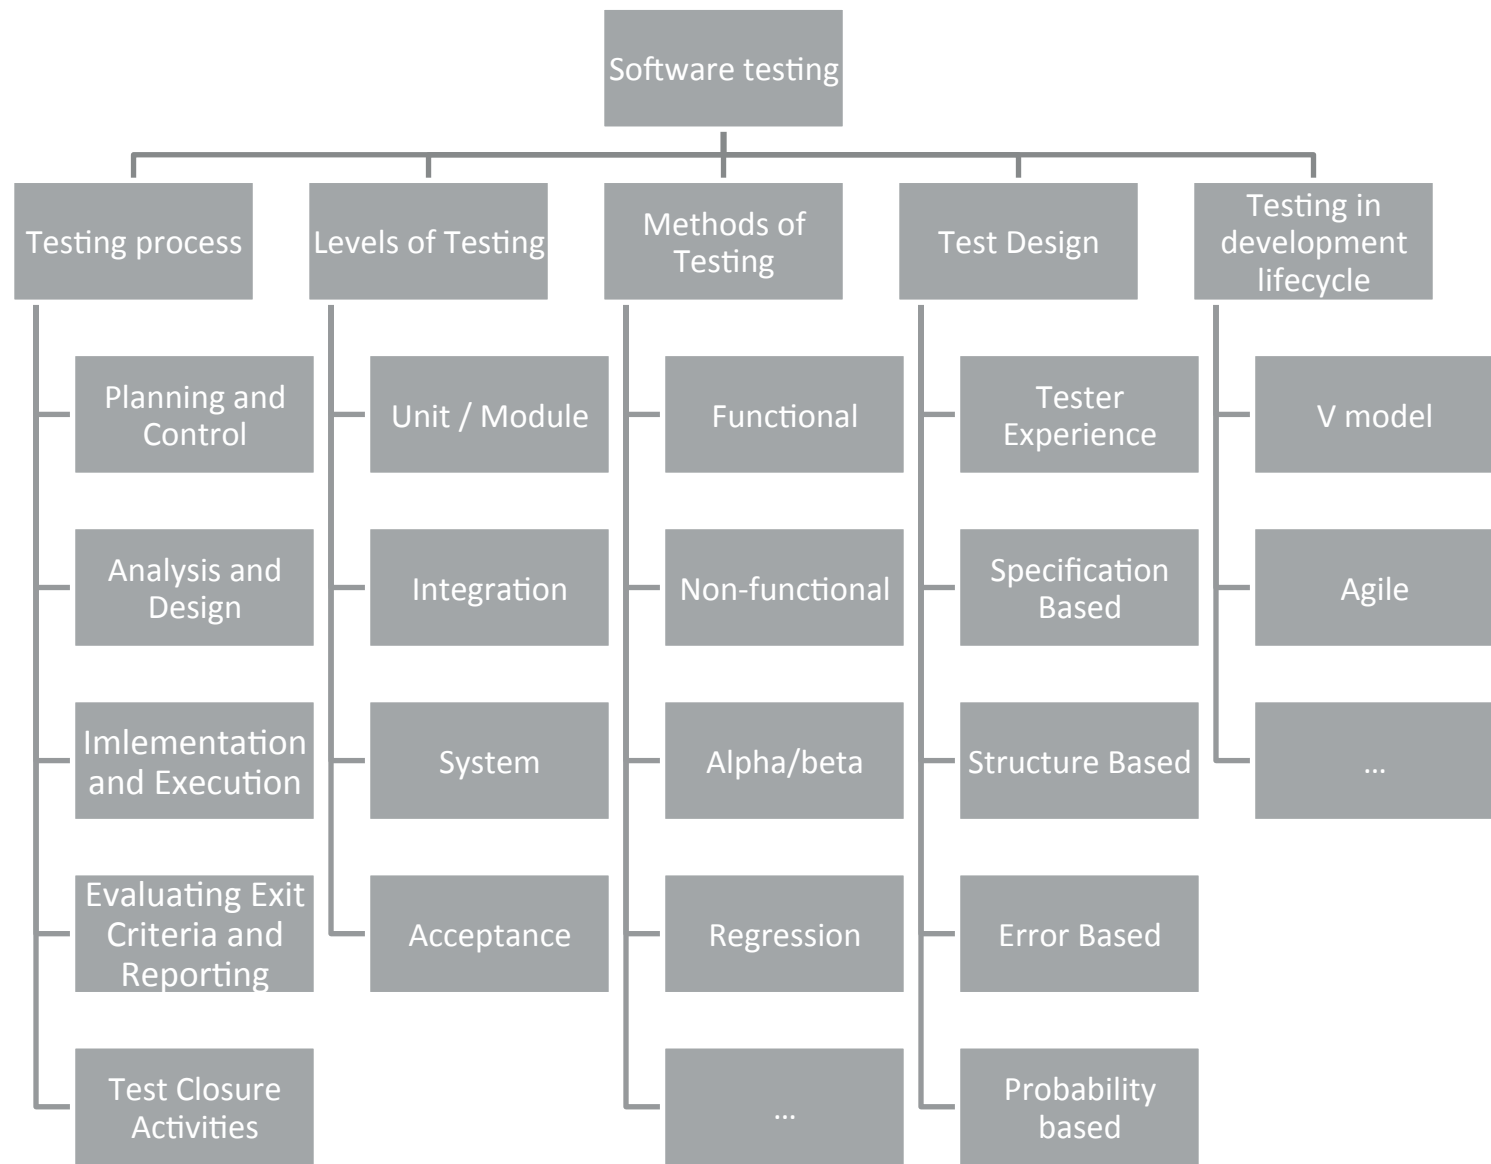 Software testing
Testing process
Levels of Testing
Methods of
Testing
Test Design
Testing in
development
lifecycle
Planning and
Control
Analysis and
Design
Imlementation
and Execution
Evaluating Exit
Criteria and
Reporting
Test Closure
Activities
Unit / Module
Integration
System
Acceptance
Functional
Non-functional
Alpha/beta
Regression
...
Tester
Experience
Specification
Based
Structure Based
Error Based
Probability
based
V model
Agile
...